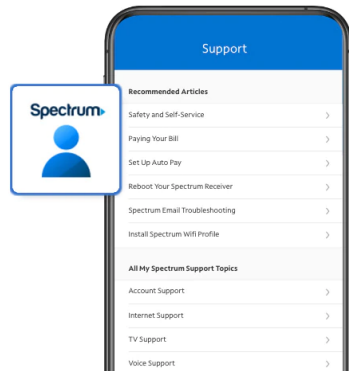 Support
Spectrum
Recommended Articles
Safety and Self-Service
Paying Your Bill
Set Up Auto Pay
Reboot Your Spectrum Receiver
Spectrum Email Troubleshooting
Install Spectrum Wifi Profile
All My Spectrum Support Topics
Account Support
Internet Support
TV Support
Voice Support